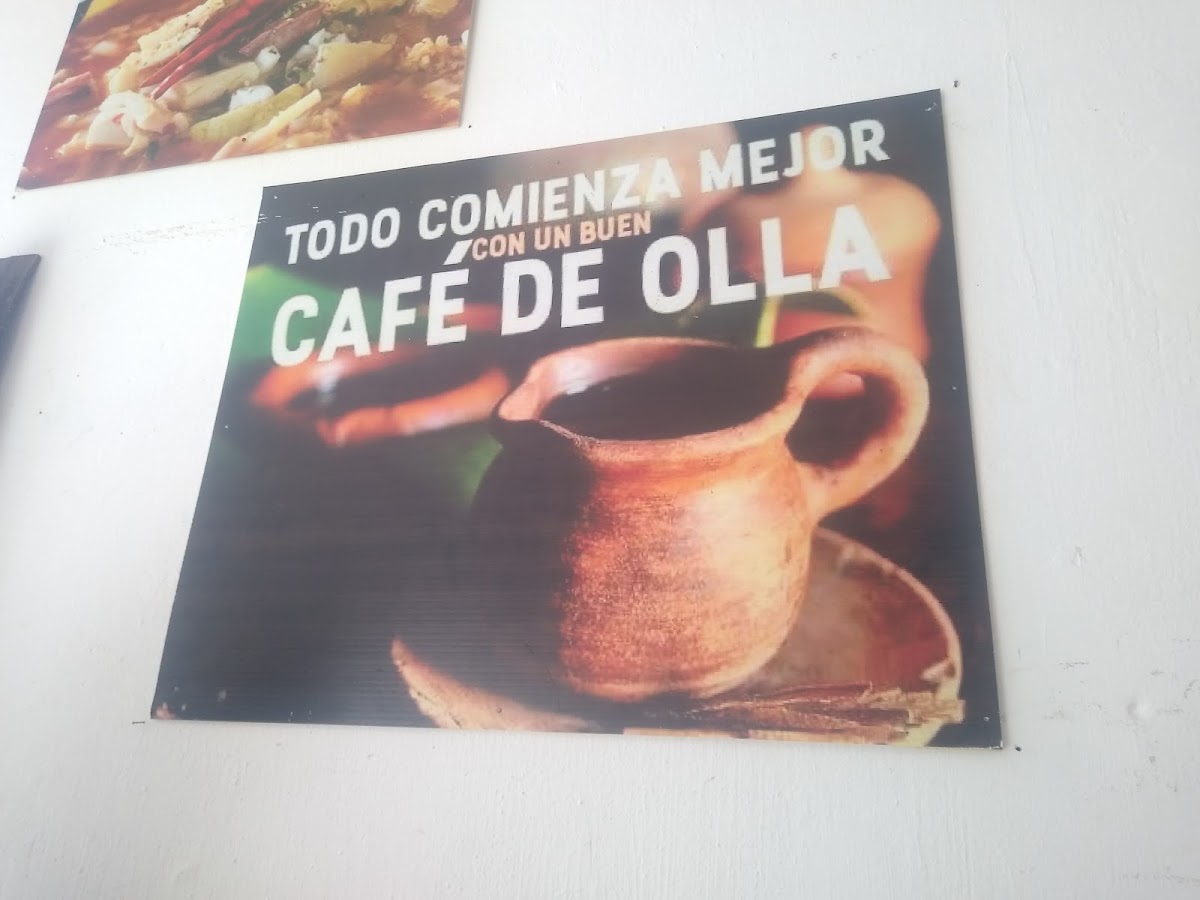 TODO COMIENZA MEJOR
CON UN BUEN
CAFÉ DE OLLA